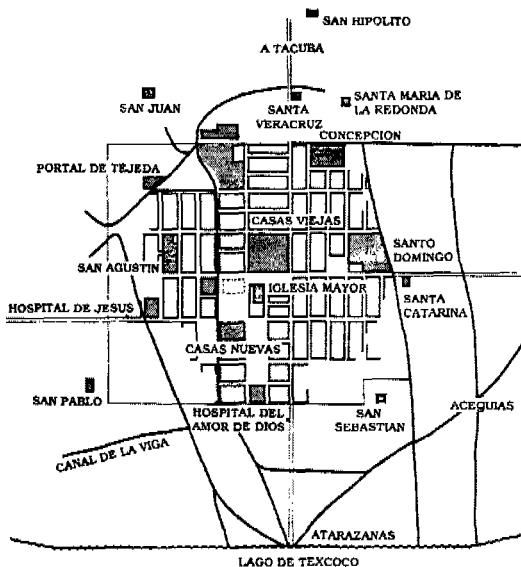 SAN HIPOLITO
A TACUBA
SAN JUAN
SANTA
VERACRUZ
SANTA MARIA DE
LA REDONDA
CONCEPCION
PORTAL DE TEJEDA
CASAS VIEJAS
SAN AGUSTIN
SANTO
DOMINGO
IGLESIA MAYOR
HOSPITAL DE JESUS
SANTA
CATARINA
CASAS NUEVAS
SAN PABLO
HOSPITAL DEL
AMOR DE DIOS
SAN
SEBASTIAN
ACEQUIAS
CANAL DE LA VIGA
ATARAZANAS
LAGO DE TEXCOCO